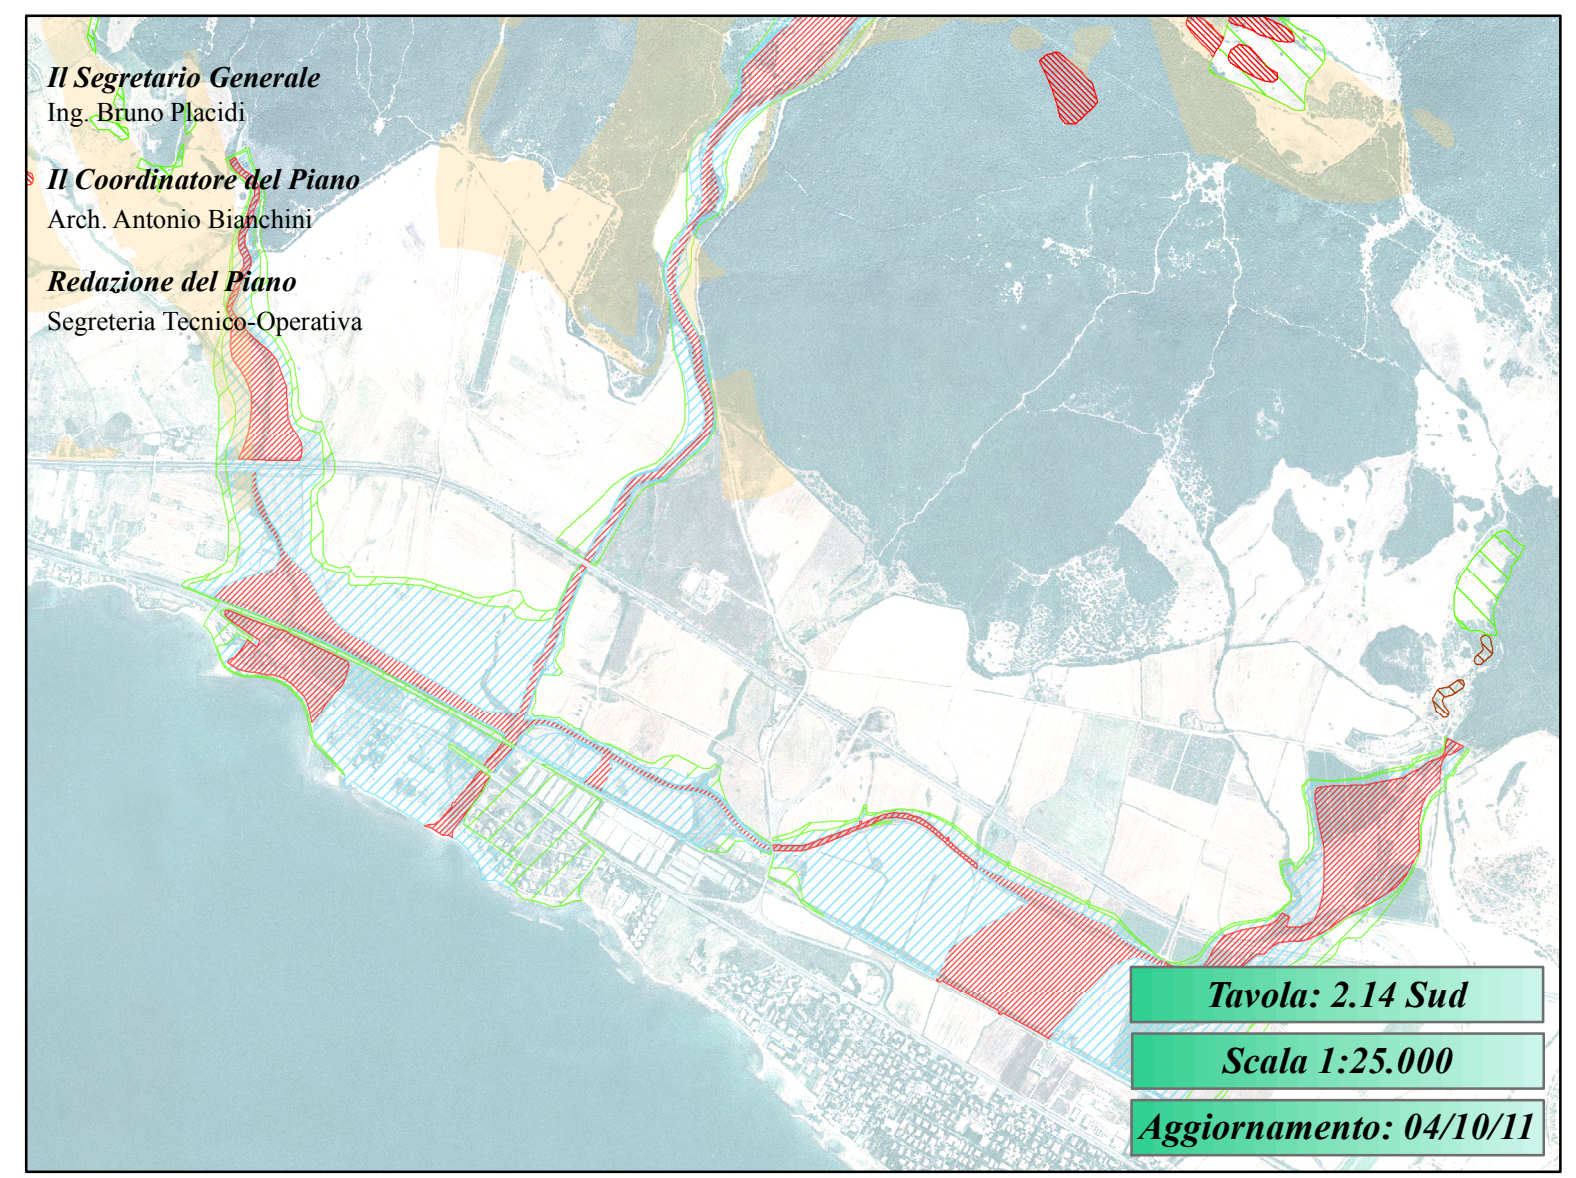 Il Segretario Generale
Ing. Bruno Placidi
Il Coordinatore del Piano
Arch. Antonio Bianchini
Redazione del Piano
Segreteria Tecnico-Operativa
Tavola: 2.14 Sud
Scala 1:25.000
Aggiornamento: 04/10/11